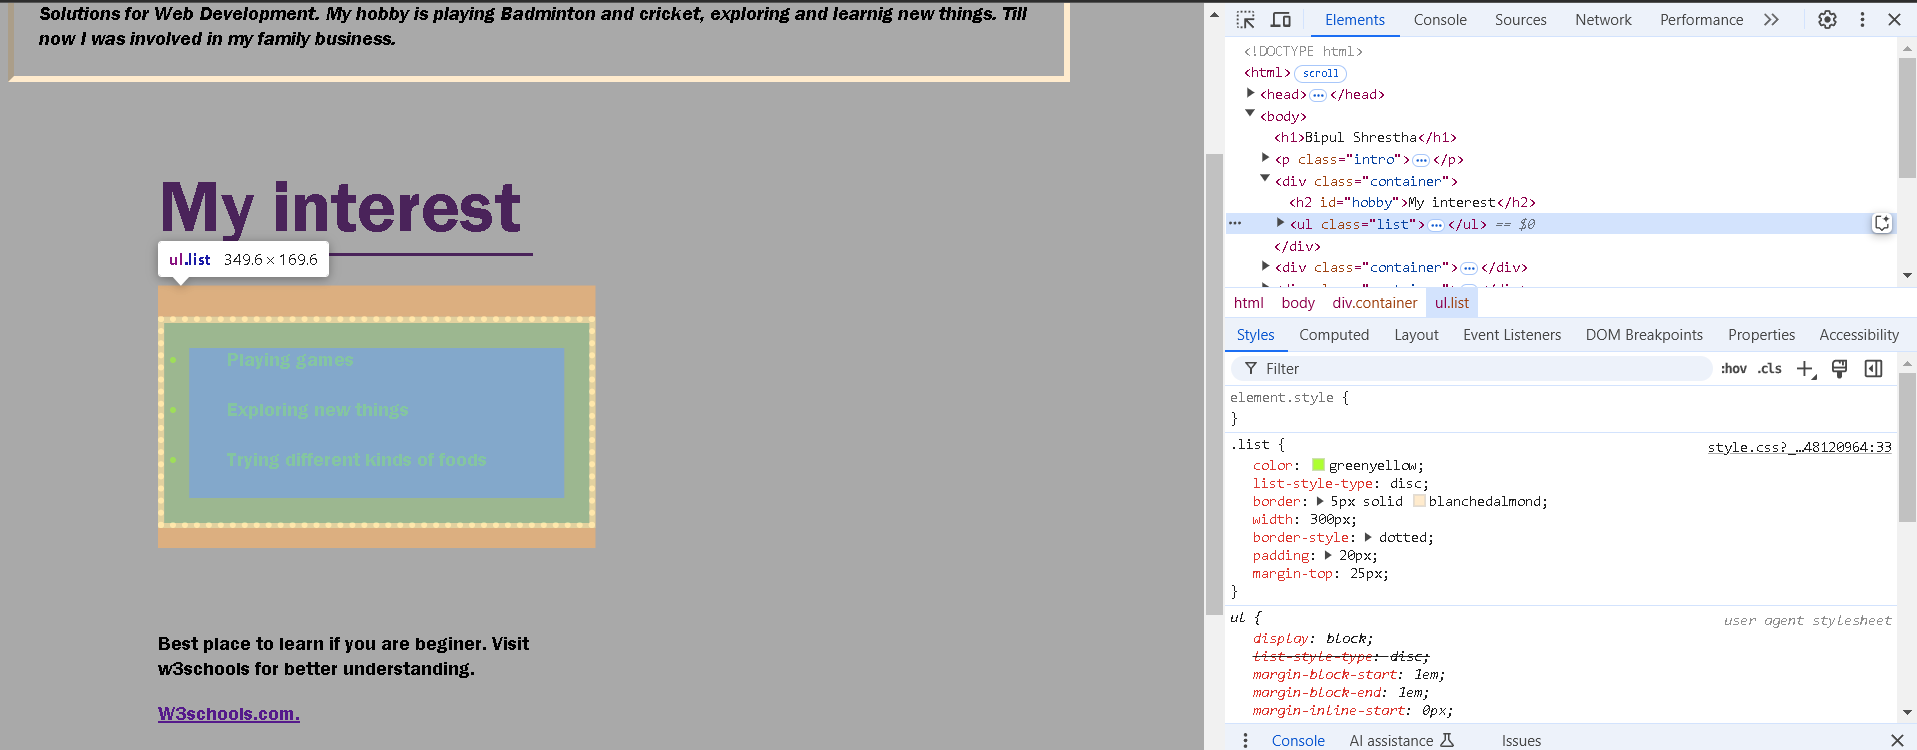 Solutions for Web Development. My hobby is playing Badminton and cricket, exploring and learnig new things. Till
now I was involved in my family business.
My interest
ul.list 349.6 × 169.6
Playing games
Exploring new things
Trying different kinds of foods
Best place to learn if you are beginer. Visit
w3schools for better understanding.
W3schools.com.
Elements Console Sources Network Performance
<!DOCTYPE html>
<html> scroll
<head> ••• </head>
<body>
<h1>Bipul Shrestha</h1>
<p class="intro"> ••• </p>
<div class="container">
<h2 id="hobby">My interest</h2>
••• <ul class="list"> ••• </ul> == $0
</div>
<div class="container"> ••• </div>
html body div.container ul.list
Styles Computed Layout Event Listeners DOM Breakpoints Properties Accessibility
Filter :hov .cls
element.style {
}
.list { style.css?_…48120964:33
color: greenyellow;
list-style-type: disc;
border: 5px solid blanchedalmond;
width: 300px;
border-style: dotted;
padding: 20px;
margin-top: 25px;
}
ul { user agent stylesheet
display: block;
list-style-type: disc;
margin-block-start: 1em;
margin-block-end: 1em;
margin-inline-start: 0px;
Console AI assistance Issues